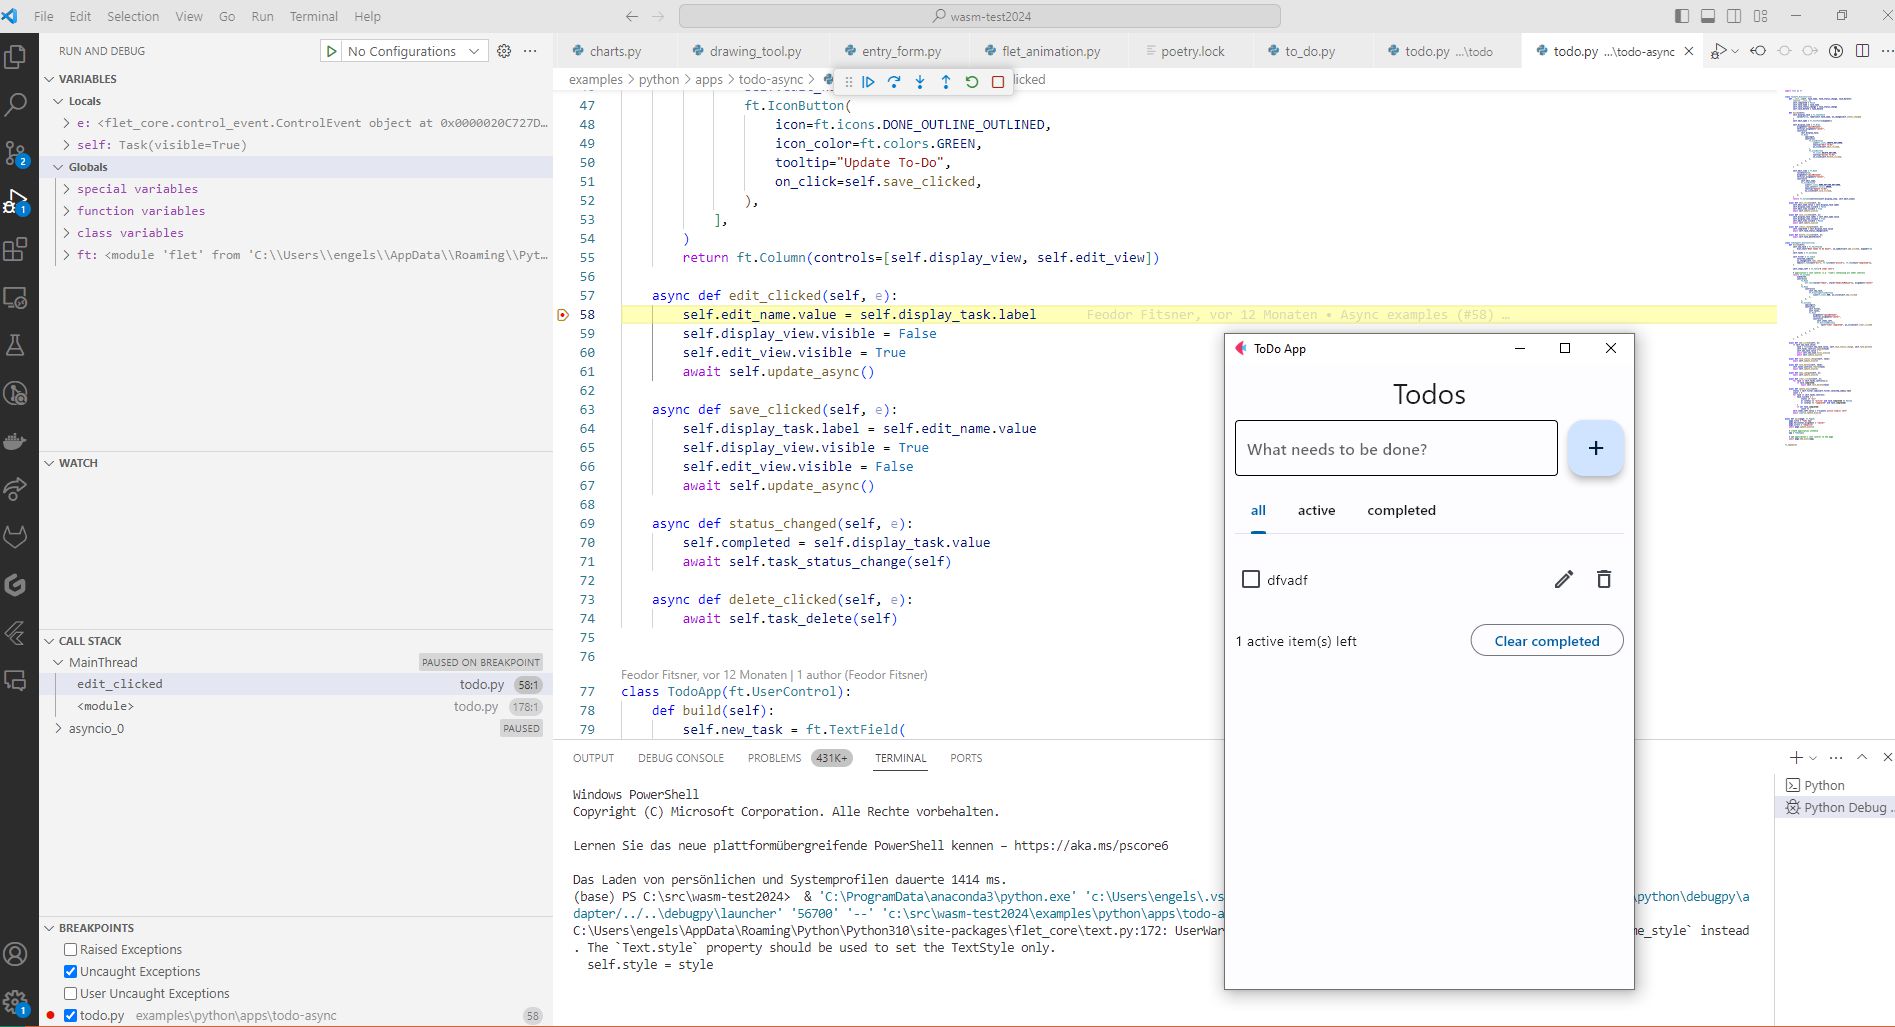 File Edit Selection View Go Run Terminal Help
wasm-test2024
RUN AND DEBUG
No Configurations
charts.py
drawing_tool.py
entry_form.py
flet_animation.py
poetry.lock
to_do.py
todo.py ...\todo
todo.py ...\todo-async
examples > python > apps > todo-async >
licked
VARIABLES
Locals
e: <flet_core.control_event.ControlEvent object at 0x0000020C727D...
self: Task(visible=True)
Globals
special variables
function variables
class variables
ft: <module 'flet' from 'C:\\Users\\engels\\AppData\\Roaming\\Pyt...
WATCH
CALL STACK
MainThread PAUSED ON BREAKPOINT
edit_clicked todo.py 58:1
<module> todo.py 178:1
asyncio_0 PAUSED
BREAKPOINTS
Raised Exceptions
Uncaught Exceptions
User Uncaught Exceptions
todo.py examples\python\apps\todo-async 58
2
1
1
47 ft.IconButton(
48 icon=ft.icons.DONE_OUTLINE_OUTLINED,
49 icon_color=ft.colors.GREEN,
50 tooltip="Update To-Do",
51 on_click=self.save_clicked,
52 ),
53 ],
54 )
55 return ft.Column(controls=[self.display_view, self.edit_view])
56
57 async def edit_clicked(self, e):
58 self.edit_name.value = self.display_task.label Feodor Fitsner, vor 12 Monaten • Async examples (#58) …
59 self.display_view.visible = False
60 self.edit_view.visible = True
61 await self.update_async()
62
63 async def save_clicked(self, e):
64 self.display_task.label = self.edit_name.value
65 self.display_view.visible = True
66 self.edit_view.visible = False
67 await self.update_async()
68
69 async def status_changed(self, e):
70 self.completed = self.display_task.value
71 await self.task_status_change(self)
72
73 async def delete_clicked(self, e):
74 await self.task_delete(self)
75
76
Feodor Fitsner, vor 12 Monaten | 1 author (Feodor Fitsner)
77 class TodoApp(ft.UserControl):
78 def build(self):
79 self.new_task = ft.TextField(
ToDo App
Todos
What needs to be done?
+
all active completed
dfvadf
1 active item(s) left
Clear completed
OUTPUT DEBUG CONSOLE PROBLEMS 431K+ TERMINAL PORTS
Windows PowerShell
Copyright (C) Microsoft Corporation. Alle Rechte vorbehalten.
Lernen Sie das neue plattformübergreifende PowerShell kennen – https://aka.ms/pscore6
Das Laden von persönlichen und Systemprofilen dauerte 1414 ms.
(base) PS C:\src\wasm-test2024> & 'C:\ProgramData\anaconda3\python.exe' 'c:\Users\engels\.vs \python\debugpy\a
dapter/../..\debugpy\launcher' '56700' '--' 'c:\src\wasm-test2024\examples\python\apps\todo-a
C:\Users\engels\AppData\Roaming\Python\Python310\site-packages\flet_core\text.py:172: UserWar me_style` instead
. The `Text.style` property should be used to set the TextStyle only.
self.style = style
Python
Python Debug ...